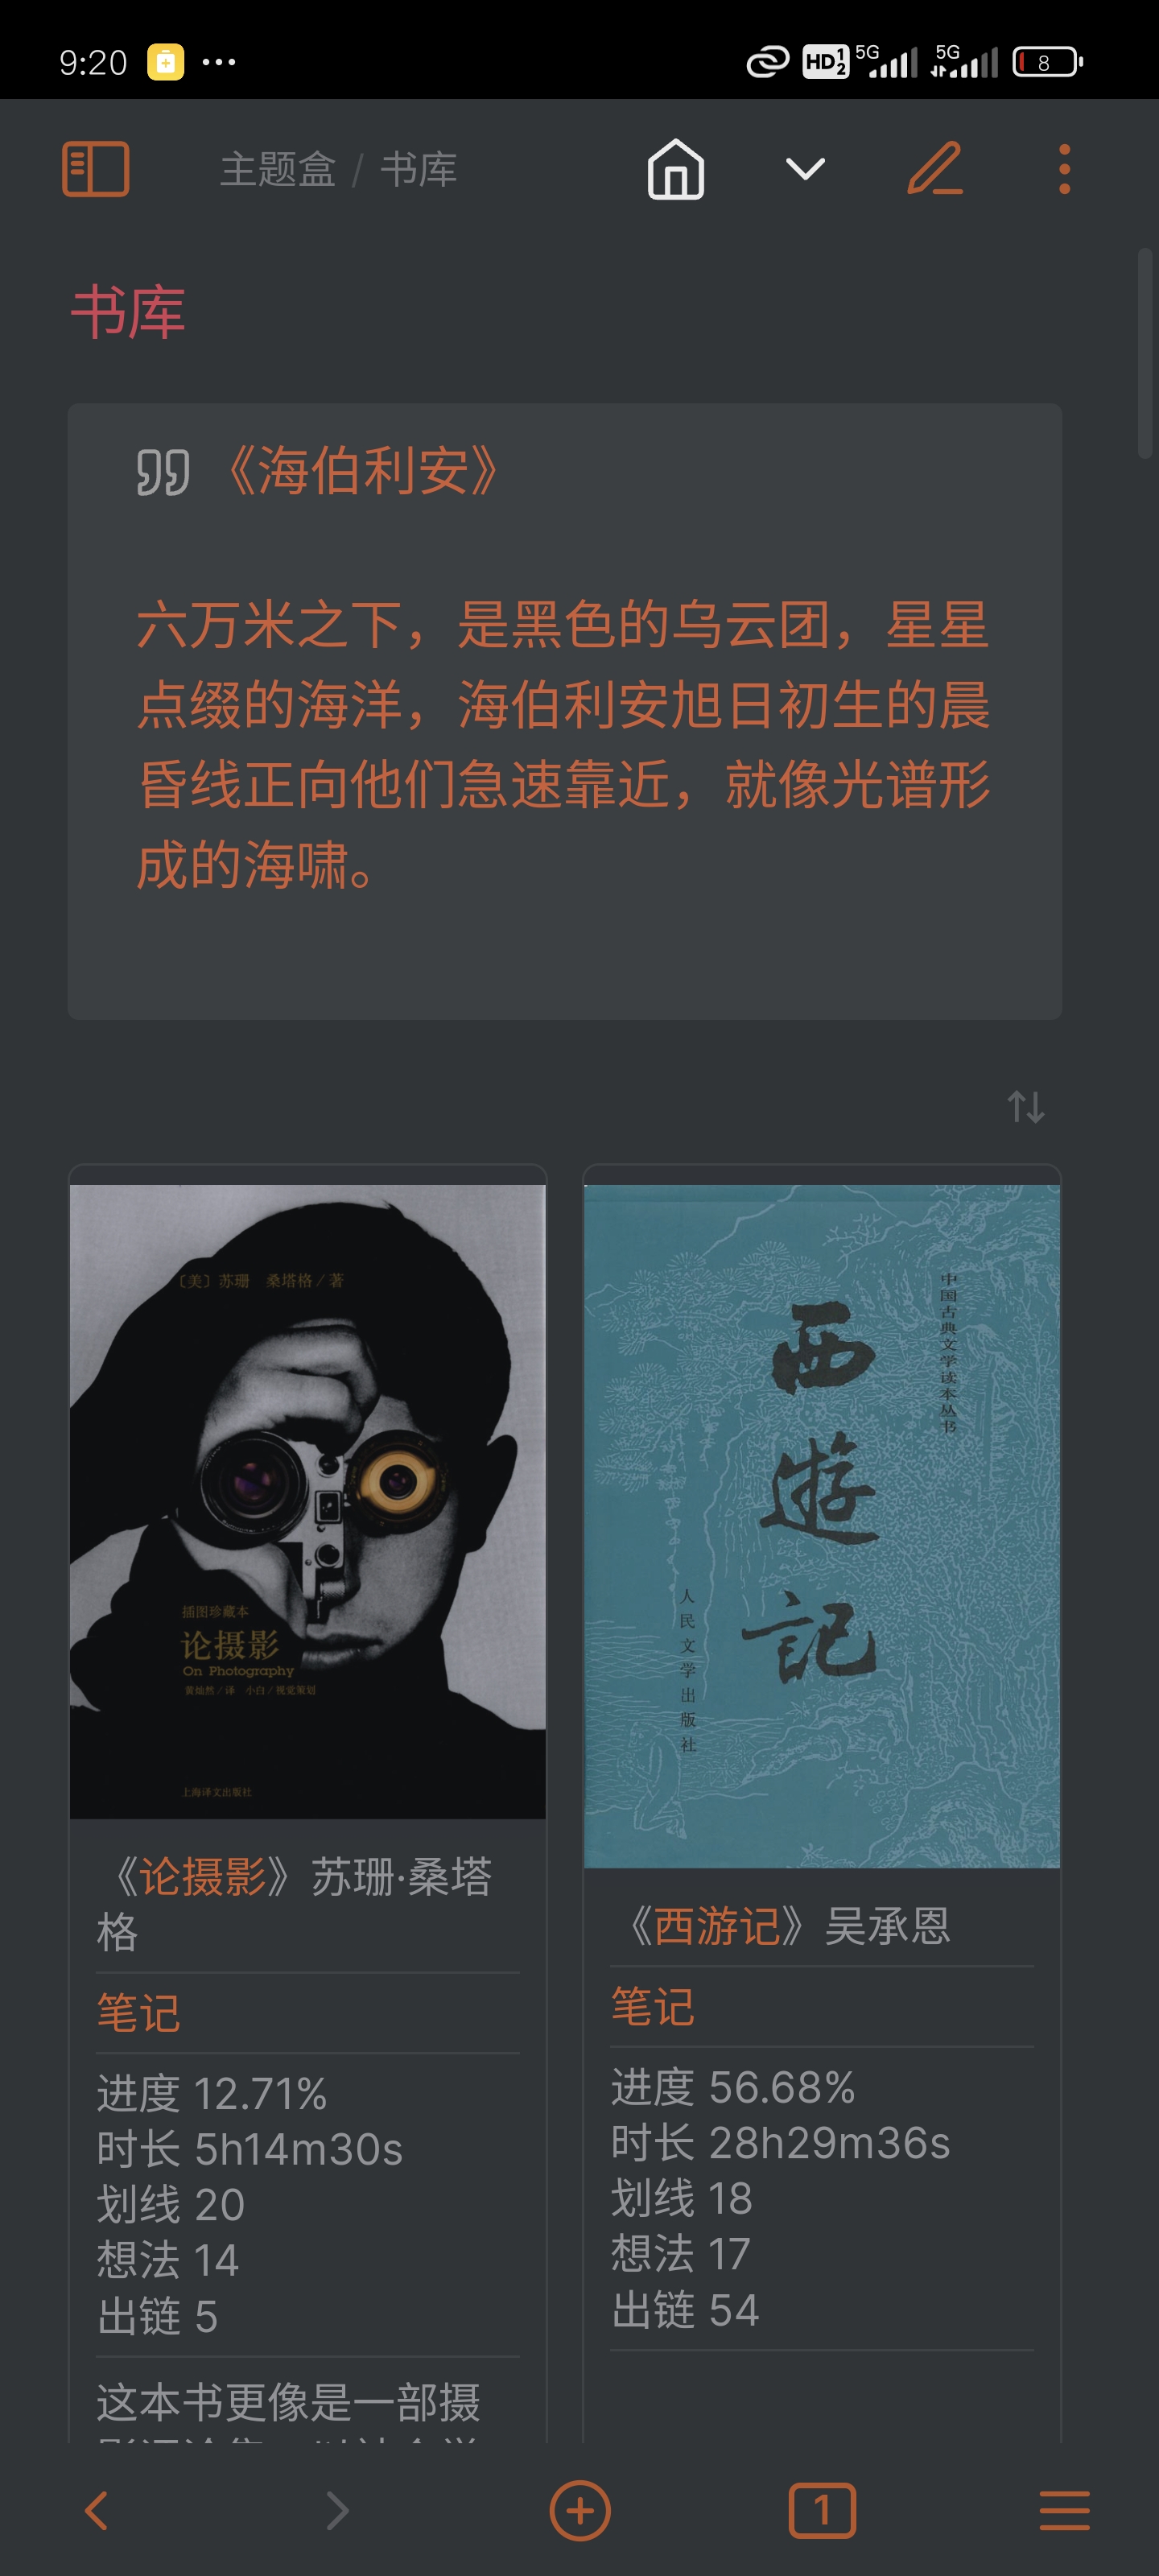 9:20
HD 1 2
5G
5G
8
主题盒 / 书库
书库
《海伯利安》
六万米之下，是黑色的乌云团，星星
点缀的海洋，海伯利安旭日初生的晨
昏线正向他们急速靠近，就像光谱形
成的海啸。
〔美〕苏珊 桑塔格／著
插图珍藏本
论摄影
On Photography
黄灿然／译 小白／视觉策划
上海译文出版社
《论摄影》苏珊·桑塔
格
笔记
进度 12.71%
时长 5h14m30s
划线 20
想法 14
出链 5
这本书更像是一部摄
中国古典文学读本丛书
西遊記
人民文学出版社
《西游记》吴承恩
笔记
进度 56.68%
时长 28h29m36s
划线 18
想法 17
出链 54
1